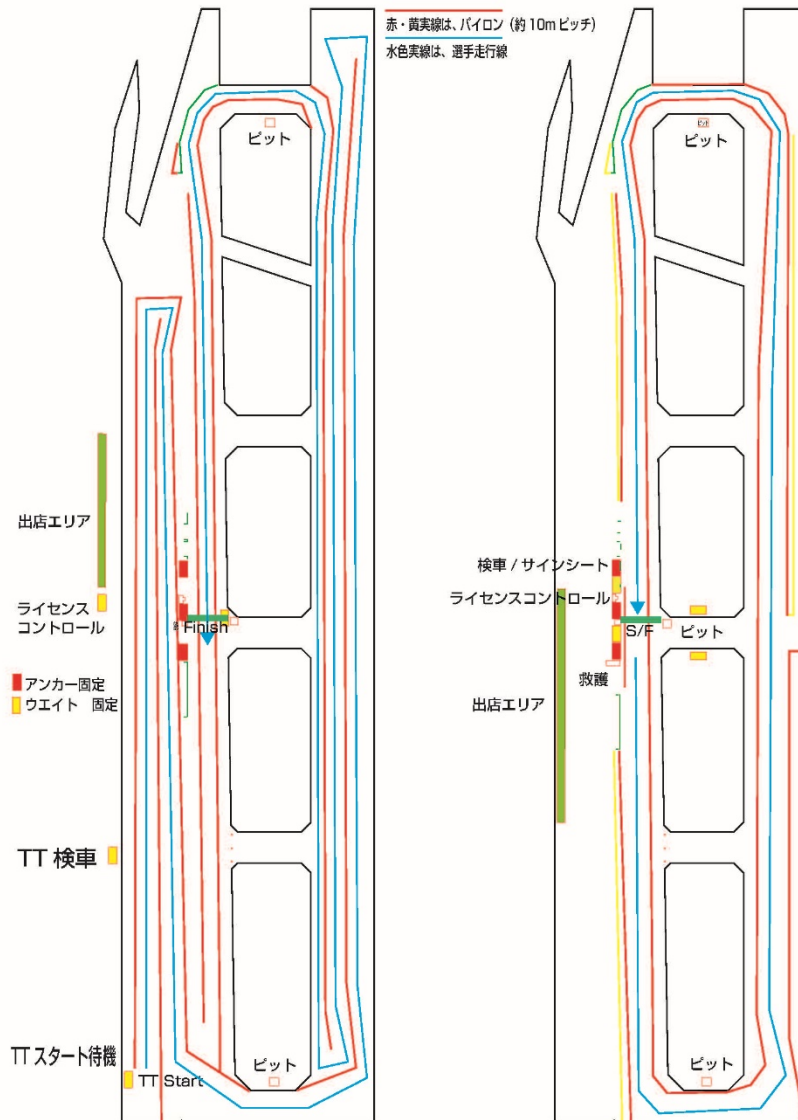 赤・黄実線は、パイロン（約10mピッチ）
水色実線は、選手走行線
ピット
出店エリア
ライセンス
コントロール
Finish
アンカー固定
ウエイト　固定
TT 検車
TTスタート待機
TT Start
ピット
ピット
検車 / サインシート
ライセンスコントロール
S/F
ピット
救護
出店エリア
ピット